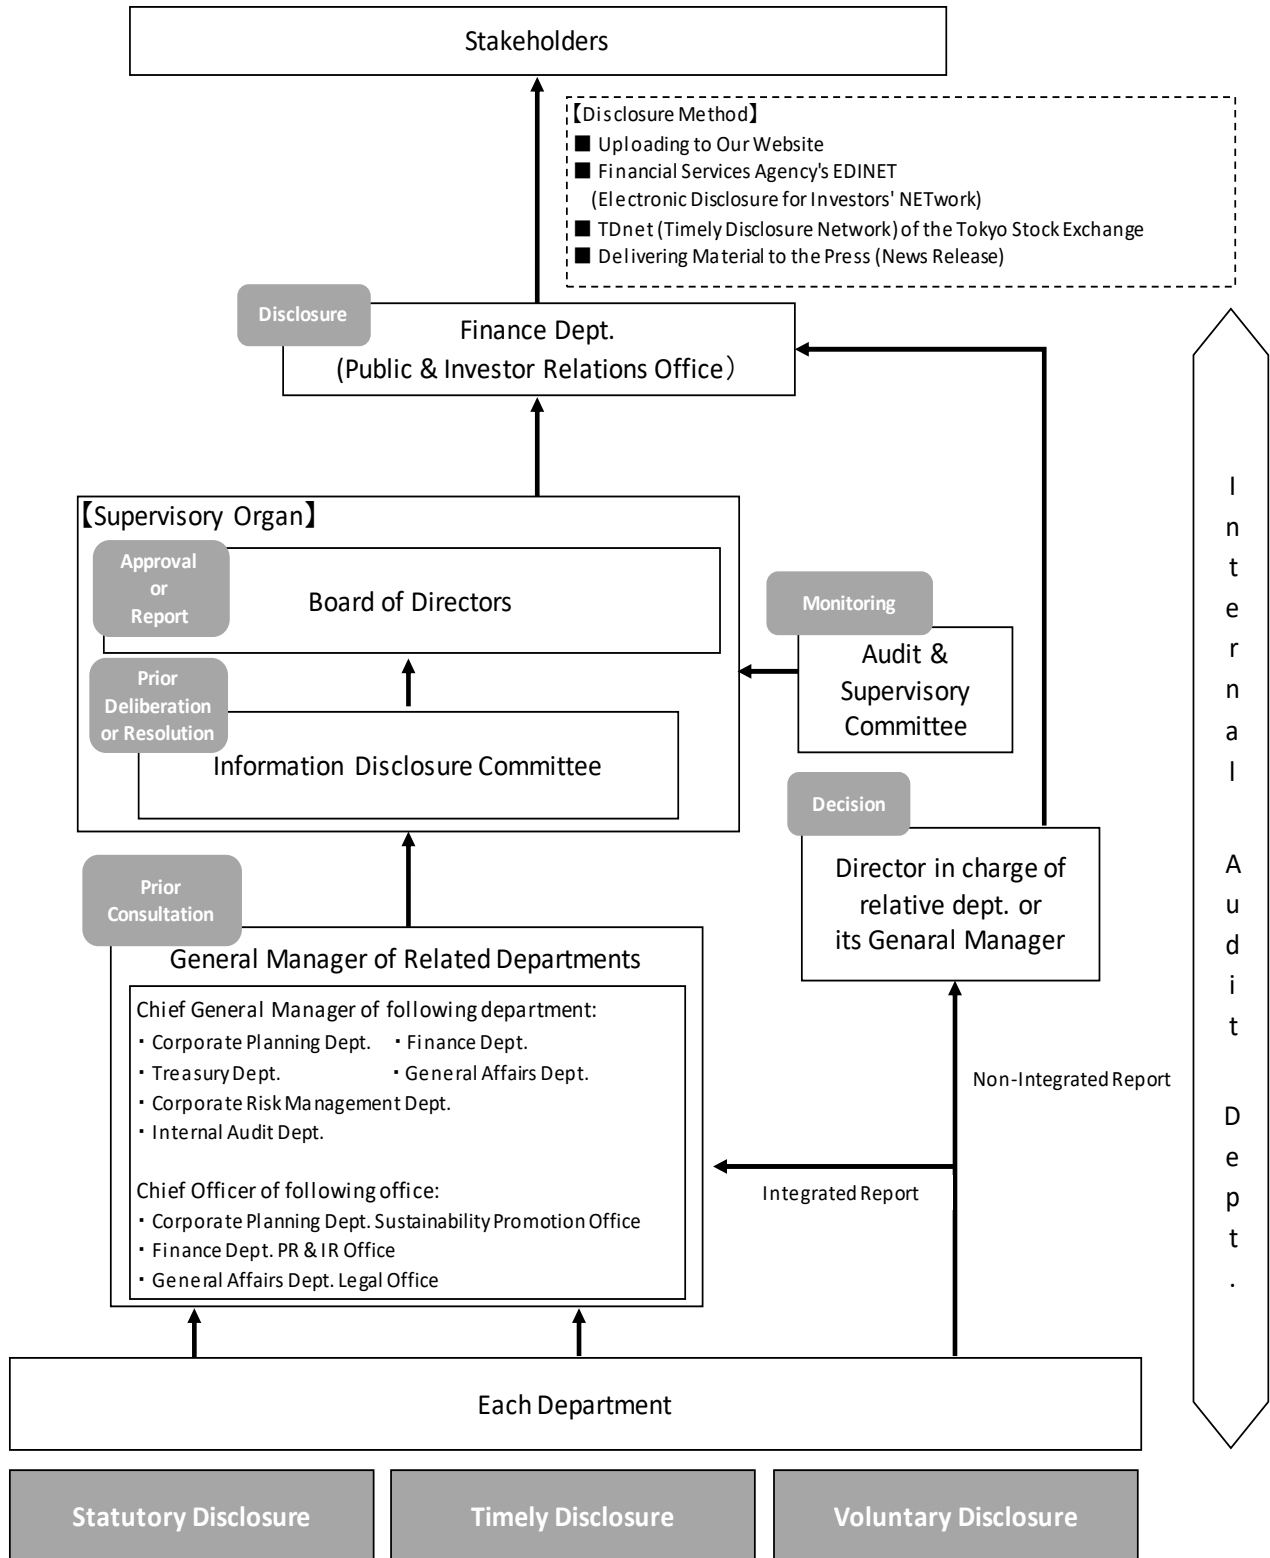 Stakeholders
【Disclosure Method】
■ Uploading to Our Website
■ Financial Services Agency's EDINET
(Electronic Disclosure for Investors' NETwork)
■ TDnet (Timely Disclosure Network) of the Tokyo Stock Exchange
■ Delivering Material to the Press (News Release)
Disclosure
Finance Dept.
(Public & Investor Relations Office）
【Supervisory Organ】
Approval
or
Report
Board of Directors
Monitoring
Audit &
Supervisory
Committee
Prior
Deliberation
or Resolution
Information Disclosure Committee
Decision
Director in charge of
relative dept. or
its Genaral Manager
Prior
Consultation
General Manager of Related Departments
Chief General Manager of following department:
・Corporate Planning Dept. ・Finance Dept.
・Treasury Dept. ・General Affairs Dept.
・Corporate Risk Management Dept.
・Internal Audit Dept.
Chief Officer of following office:
・Corporate Planning Dept. Sustainability Promotion Office
・Finance Dept. PR & IR Office
・General Affairs Dept. Legal Office
Non-Integrated Report
Integrated Report
Internal Audit Dept.
Each Department
Statutory Disclosure
Timely Disclosure
Voluntary Disclosure